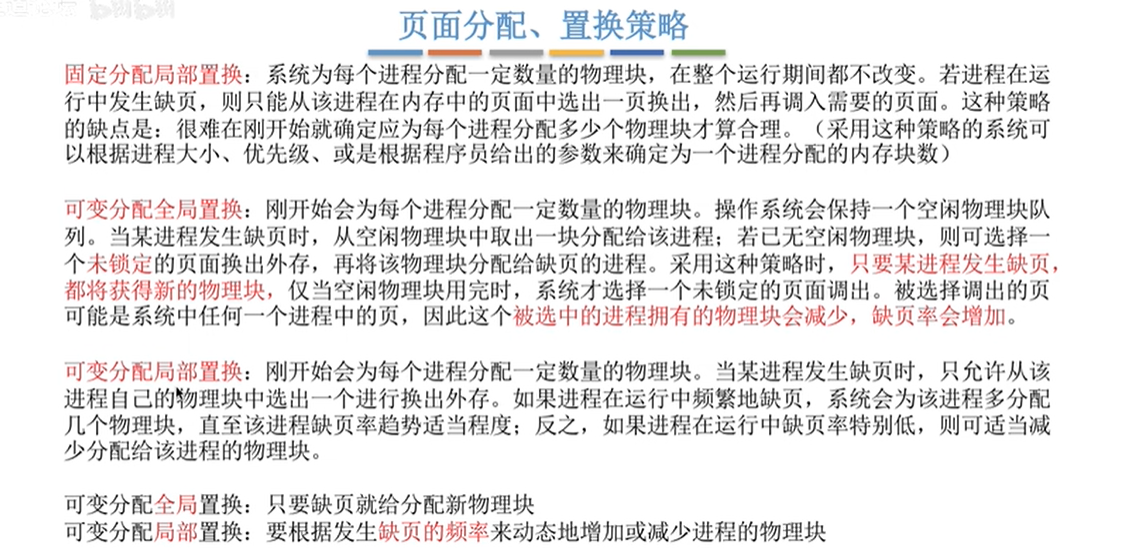 bilibili
页面分配、置换策略
固定分配局部置换：系统为每个进程分配一定数量的物理块，在整个运行期间都不改变。若进程在运
行中发生缺页，则只能从该进程在内存中的页面中选出一页换出，然后再调入需要的页面。这种策略
的缺点是：很难在刚开始就确定应为每个进程分配多少个物理块才算合理。（采用这种策略的系统可
以根据进程大小、优先级、或是根据程序员给出的参数来确定为一个进程分配的内存块数）
可变分配全局置换：刚开始会为每个进程分配一定数量的物理块。操作系统会保持一个空闲物理块队
列。当某进程发生缺页时，从空闲物理块中取出一块分配给该进程；若已无空闲物理块，则可选择一
个未锁定的页面换出外存，再将该物理块分配给缺页的进程。采用这种策略时，只要某进程发生缺页，
都将获得新的物理块，仅当空闲物理块用完时，系统才选择一个未锁定的页面调出。被选择调出的页
可能是系统中任何一个进程中的页，因此这个被选中的进程拥有的物理块会减少，缺页率会增加。
可变分配局部置换：刚开始会为每个进程分配一定数量的物理块。当某进程发生缺页时，只允许从该
进程自己的物理块中选出一个进行换出外存。如果进程在运行中频繁地缺页，系统会为该进程多分配
几个物理块，直至该进程缺页率趋势适当程度；反之，如果进程在运行中缺页率特别低，则可适当减
少分配给该进程的物理块。
可变分配全局置换：只要缺页就给分配新物理块
可变分配局部置换：要根据发生缺页的频率来动态地增加或减少进程的物理块